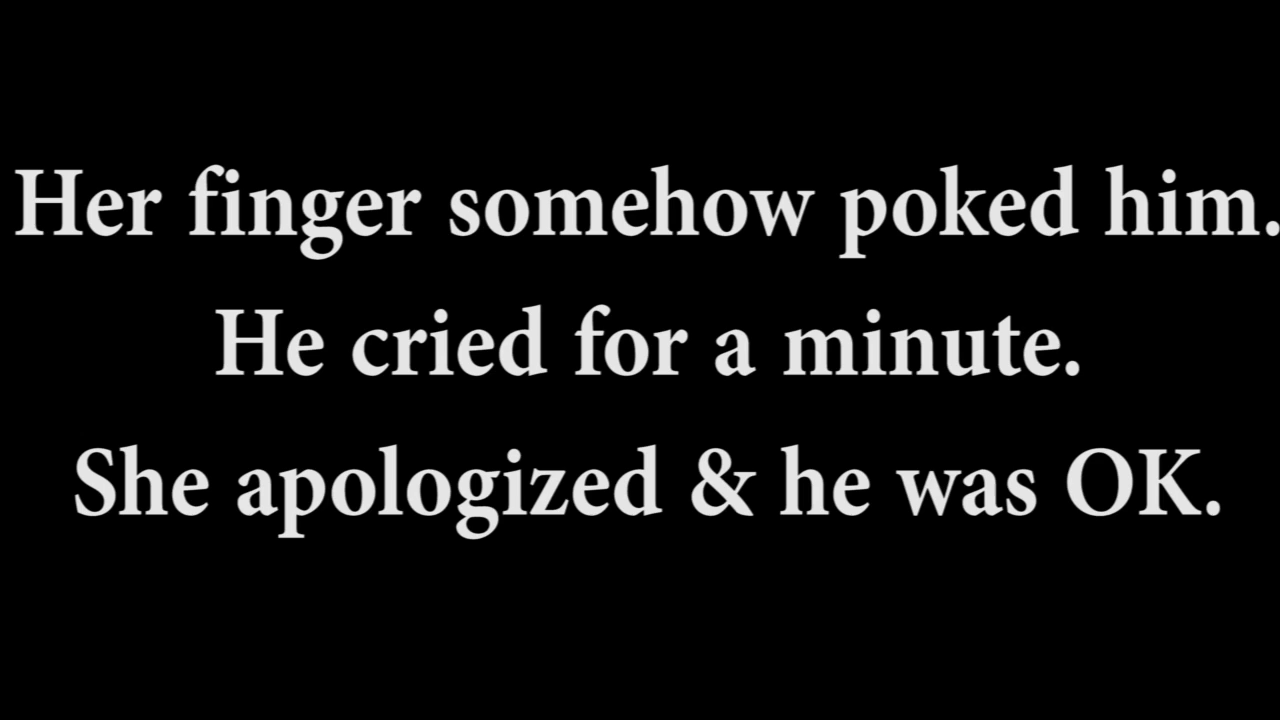 Her finger somehow poked him.
He cried for a minute.
She apologized & he was OK.